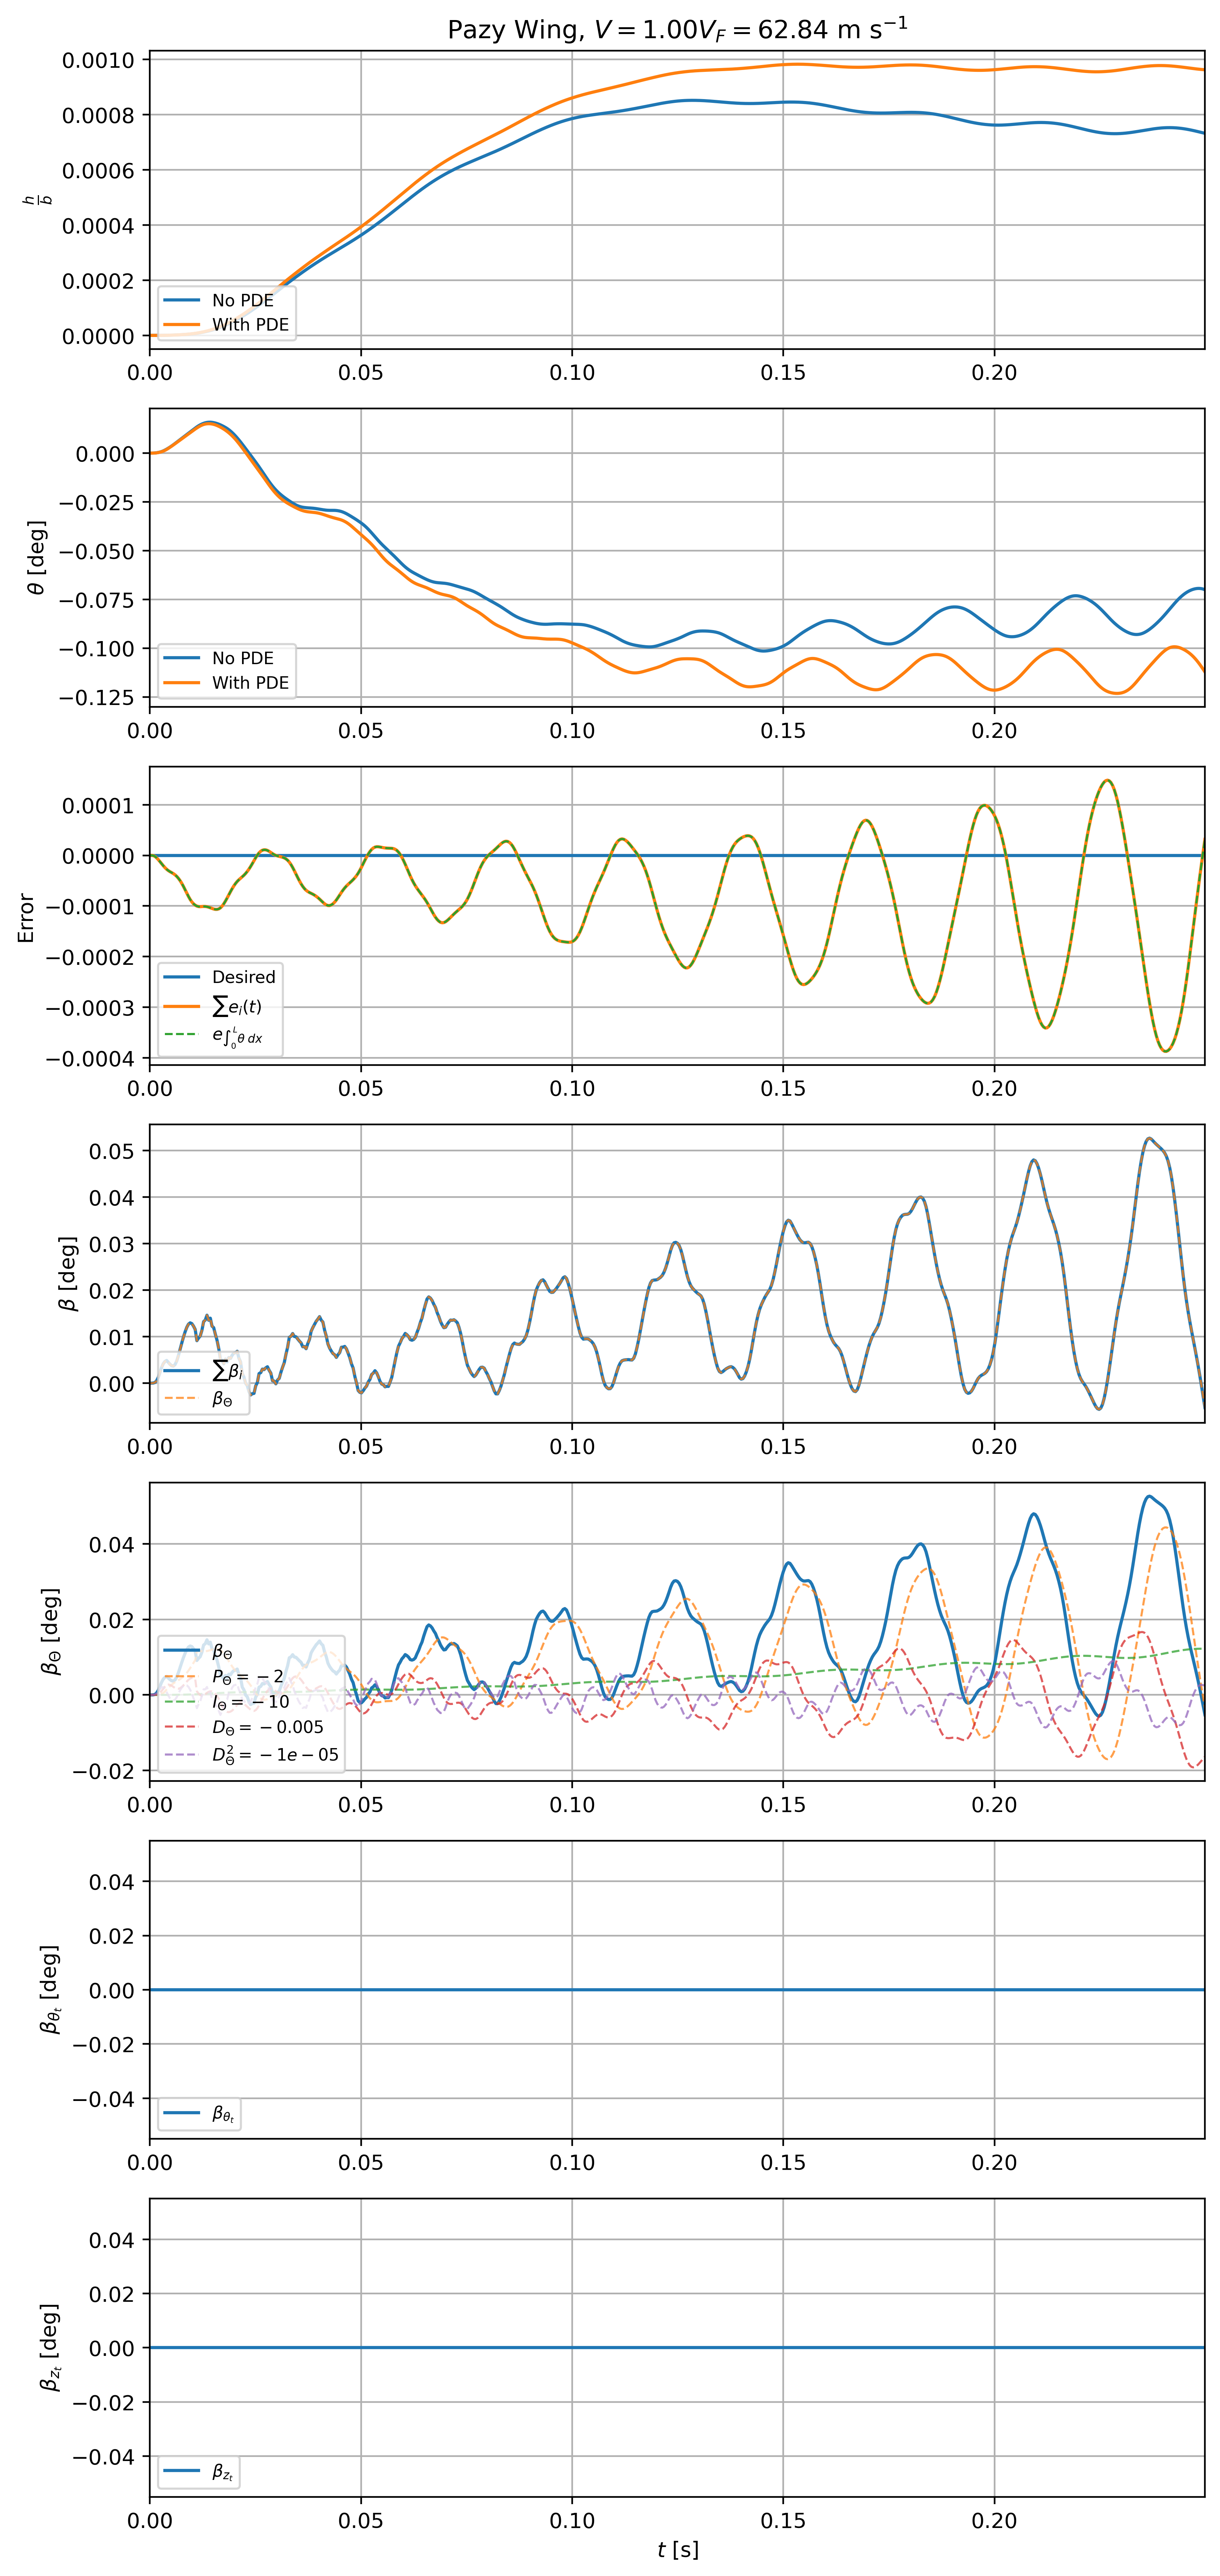 Pazy Wing, V = 1.00V_F = 62.84 m s⁻¹
0.0010
0.0008
0.0006
0.0004
0.0002
0.0000
h/b
No PDE
With PDE
0.00 0.05 0.10 0.15 0.20
0.000
−0.025
−0.050
−0.075
−0.100
−0.125
θ [deg]
No PDE
With PDE
0.00 0.05 0.10 0.15 0.20
0.0001
0.0000
−0.0001
−0.0002
−0.0003
−0.0004
Error
Desired
∑e_i(t)
e_{∫₀ᴸ θ dx}
0.00 0.05 0.10 0.15 0.20
0.05
0.04
0.03
0.02
0.01
0.00
β [deg]
∑β_i
β_Θ
0.00 0.05 0.10 0.15 0.20
0.04
0.02
0.00
−0.02
β_Θ [deg]
β_Θ
P_Θ = −2
I_Θ = −10
D_Θ = −0.005
D²_Θ = −1e−05
0.00 0.05 0.10 0.15 0.20
0.04
0.02
0.00
−0.02
−0.04
β_{θ_t} [deg]
β_{θ_t}
0.00 0.05 0.10 0.15 0.20
0.04
0.02
0.00
−0.02
−0.04
β_{z_t} [deg]
β_{z_t}
0.00 0.05 0.10 0.15 0.20
t [s]